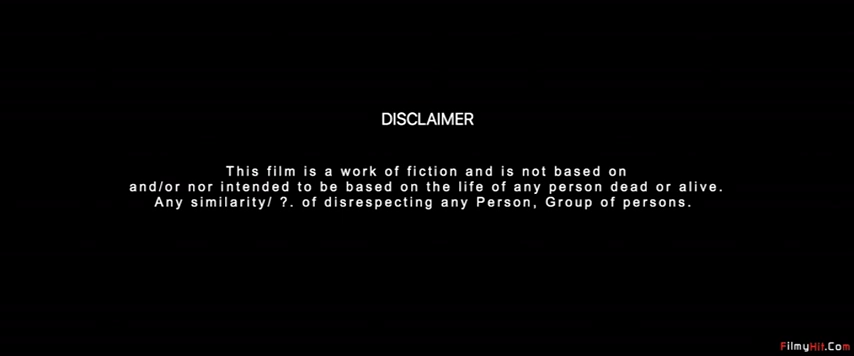 DISCLAIMER
This film is a work of fiction and is not based on
and/or nor intended to be based on the life of any person dead or alive.
Any similarity/ ?. of disrespecting any Person, Group of persons.
FilmyHit.Com